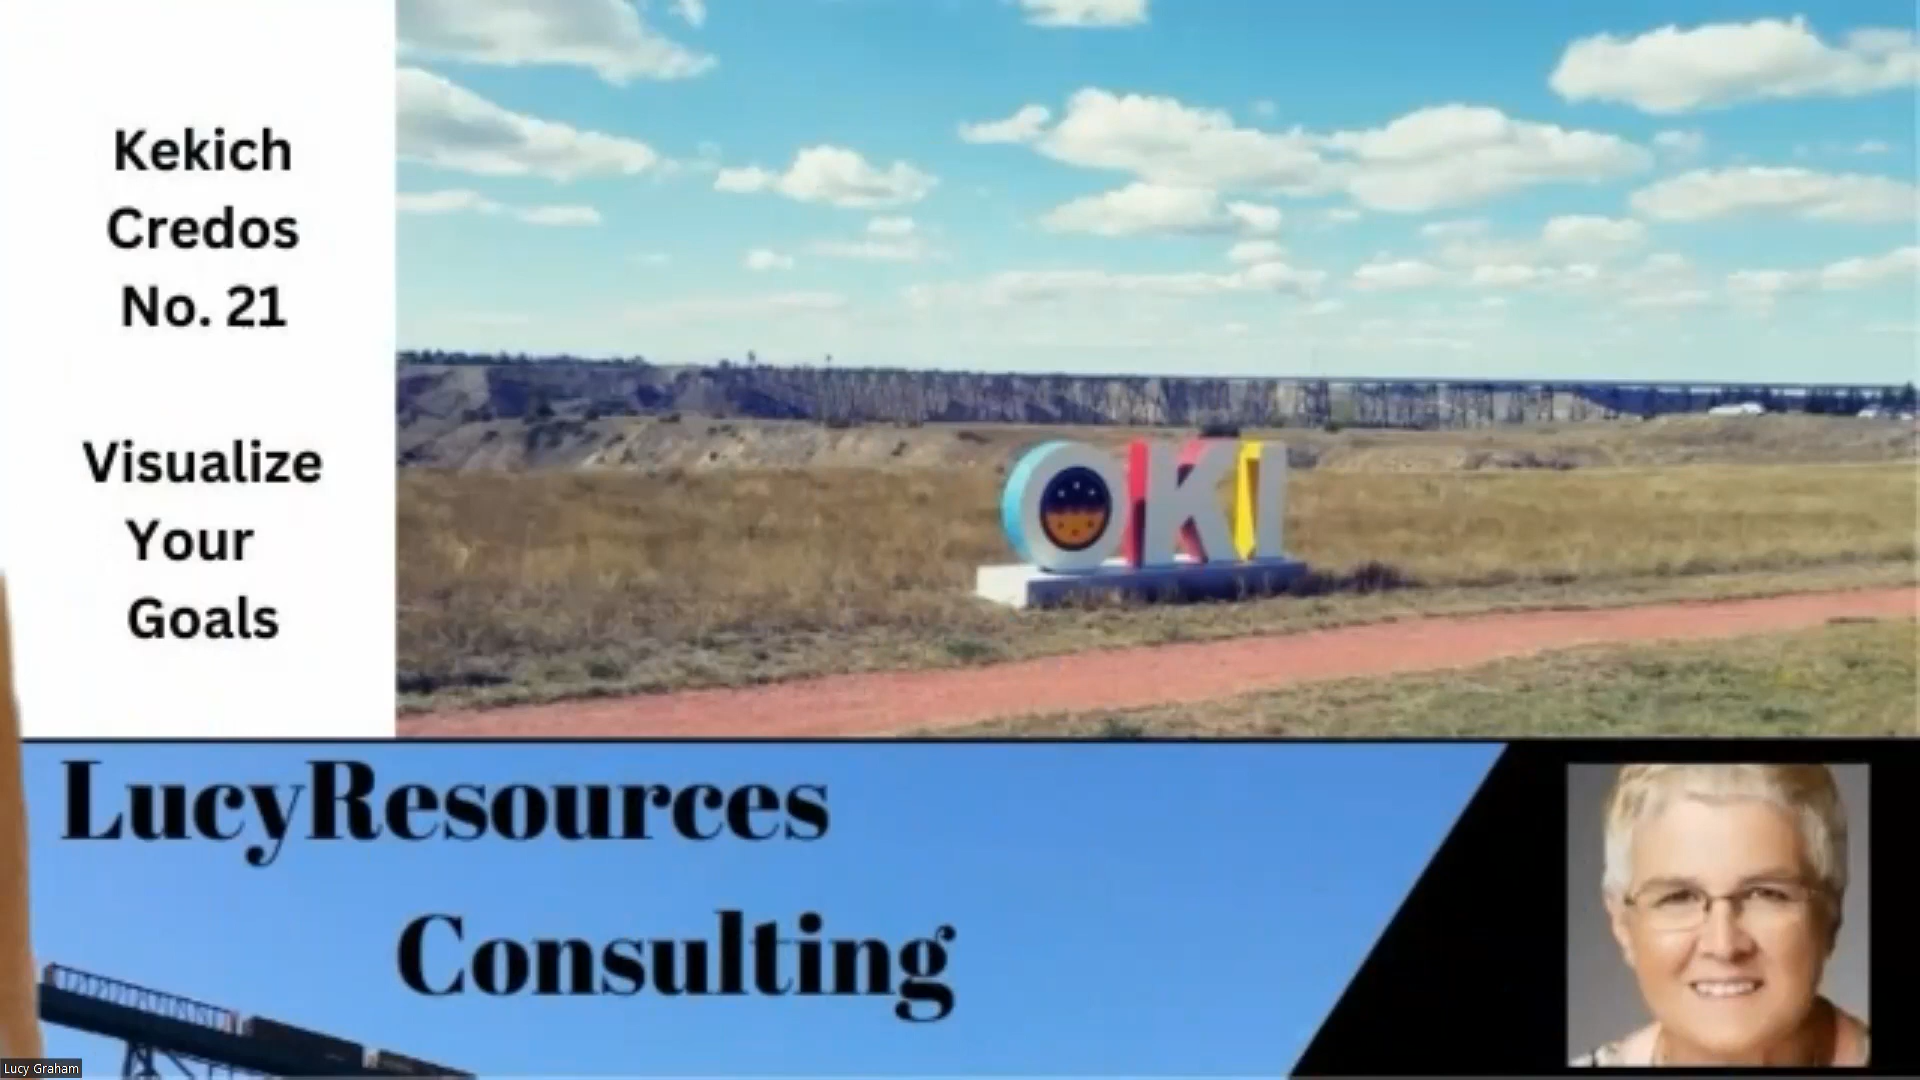 Kekich
Credos
No. 21
Visualize
Your
Goals
OKI
LucyResources
Consulting
Lucy Graham